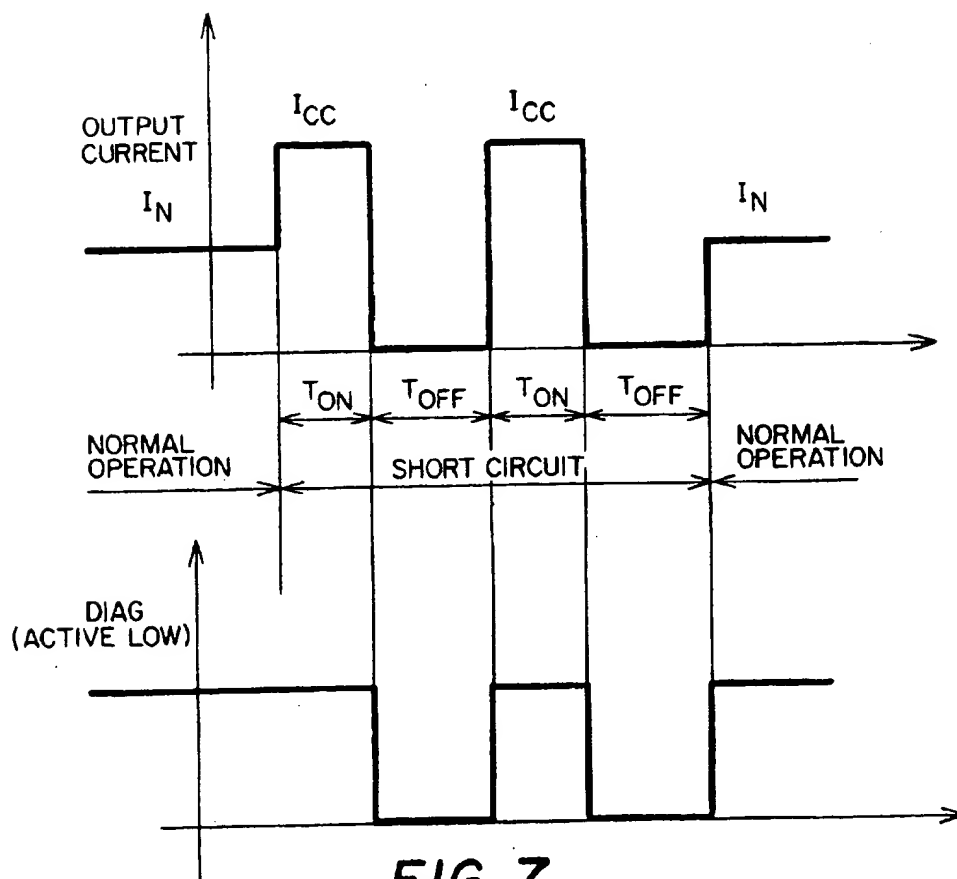 I_CC I_CC
OUTPUT
CURRENT
I_N I_N
T_ON T_OFF T_ON T_OFF
NORMAL
OPERATION
SHORT CIRCUIT
NORMAL
OPERATION
DIAG
(ACTIVE LOW)
FIG. 7